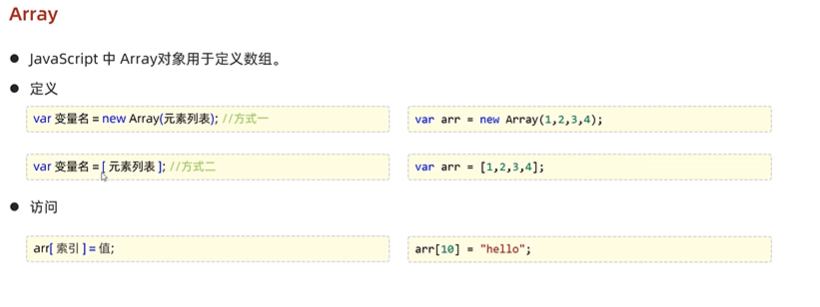 Array
JavaScript 中 Array对象用于定义数组。
定义
var 变量名 = new Array(元素列表); //方式一
var arr = new Array(1,2,3,4);
var 变量名 = [ 元素列表 ]; //方式二
var arr = [1,2,3,4];
访问
arr[ 索引 ] = 值;
arr[10] = "hello";